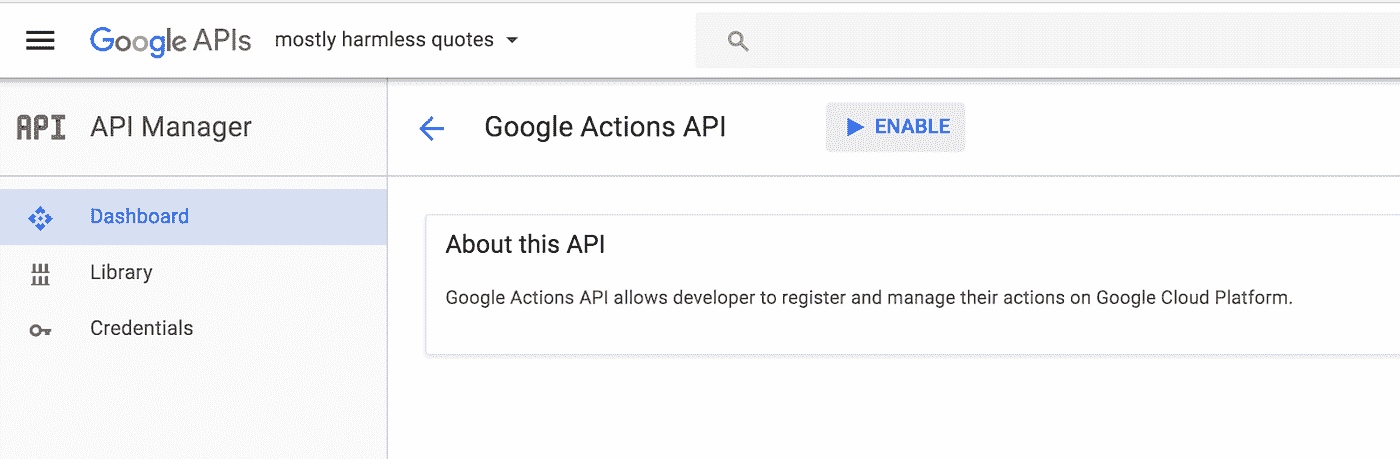 Google APIs mostly harmless quotes
API API Manager
Google Actions API ENABLE
Dashboard
Library
Credentials
About this API
Google Actions API allows developer to register and manage their actions on Google Cloud Platform.